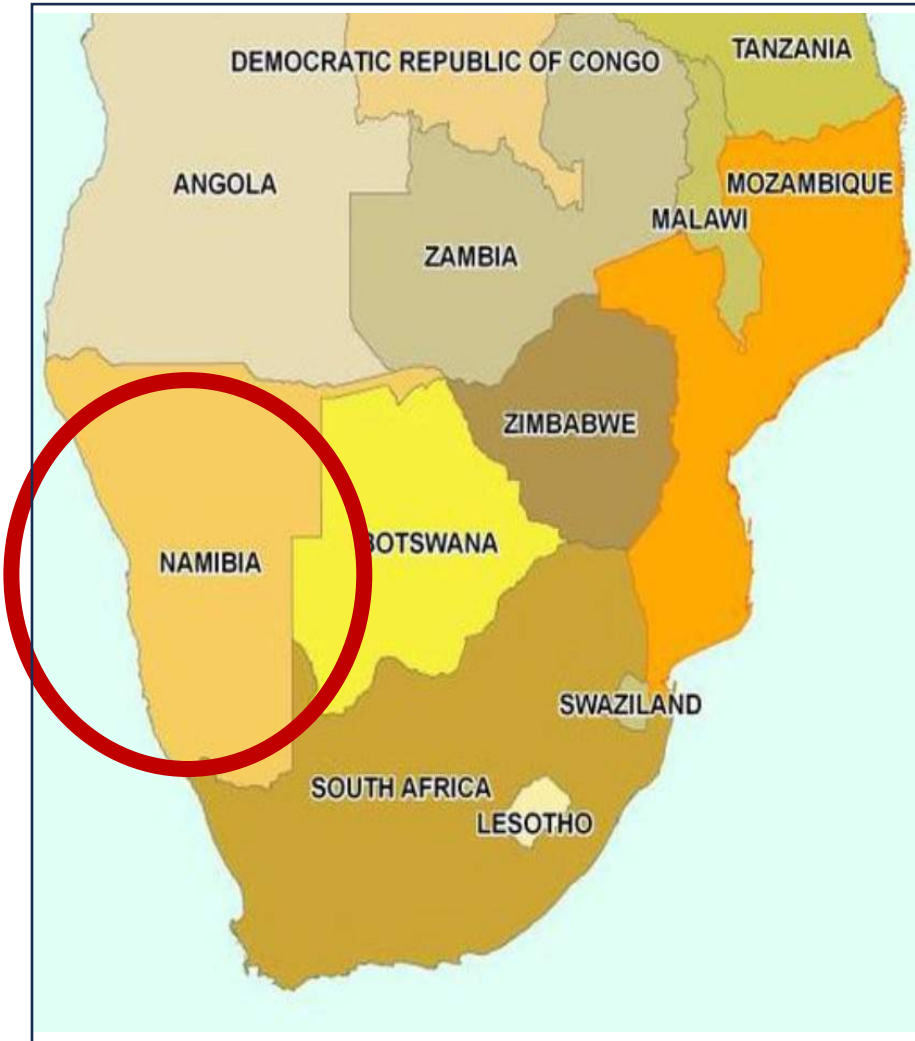 TANZANIA
DEMOCRATIC REPUBLIC OF CONGO
ANGOLA
MOZAMBIQUE
MALAWI
ZAMBIA
ZIMBABWE
BOTSWANA
NAMIBIA
SWAZILAND
SOUTH AFRICA
LESOTHO